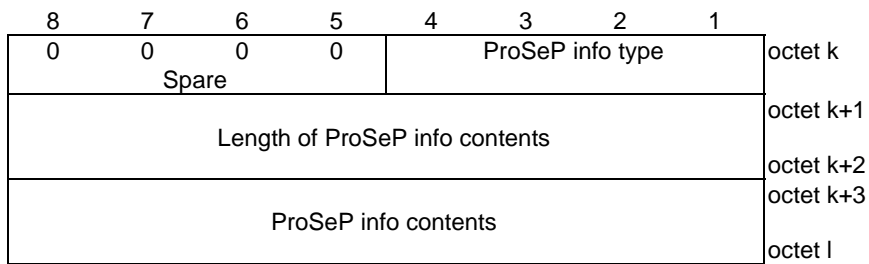 8 7 6 5 4 3 2 1
0 0 0 0 ProSeP info type octet k
Spare
octet k+1
Length of ProSeP info contents
octet k+2
octet k+3
ProSeP info contents
octet l